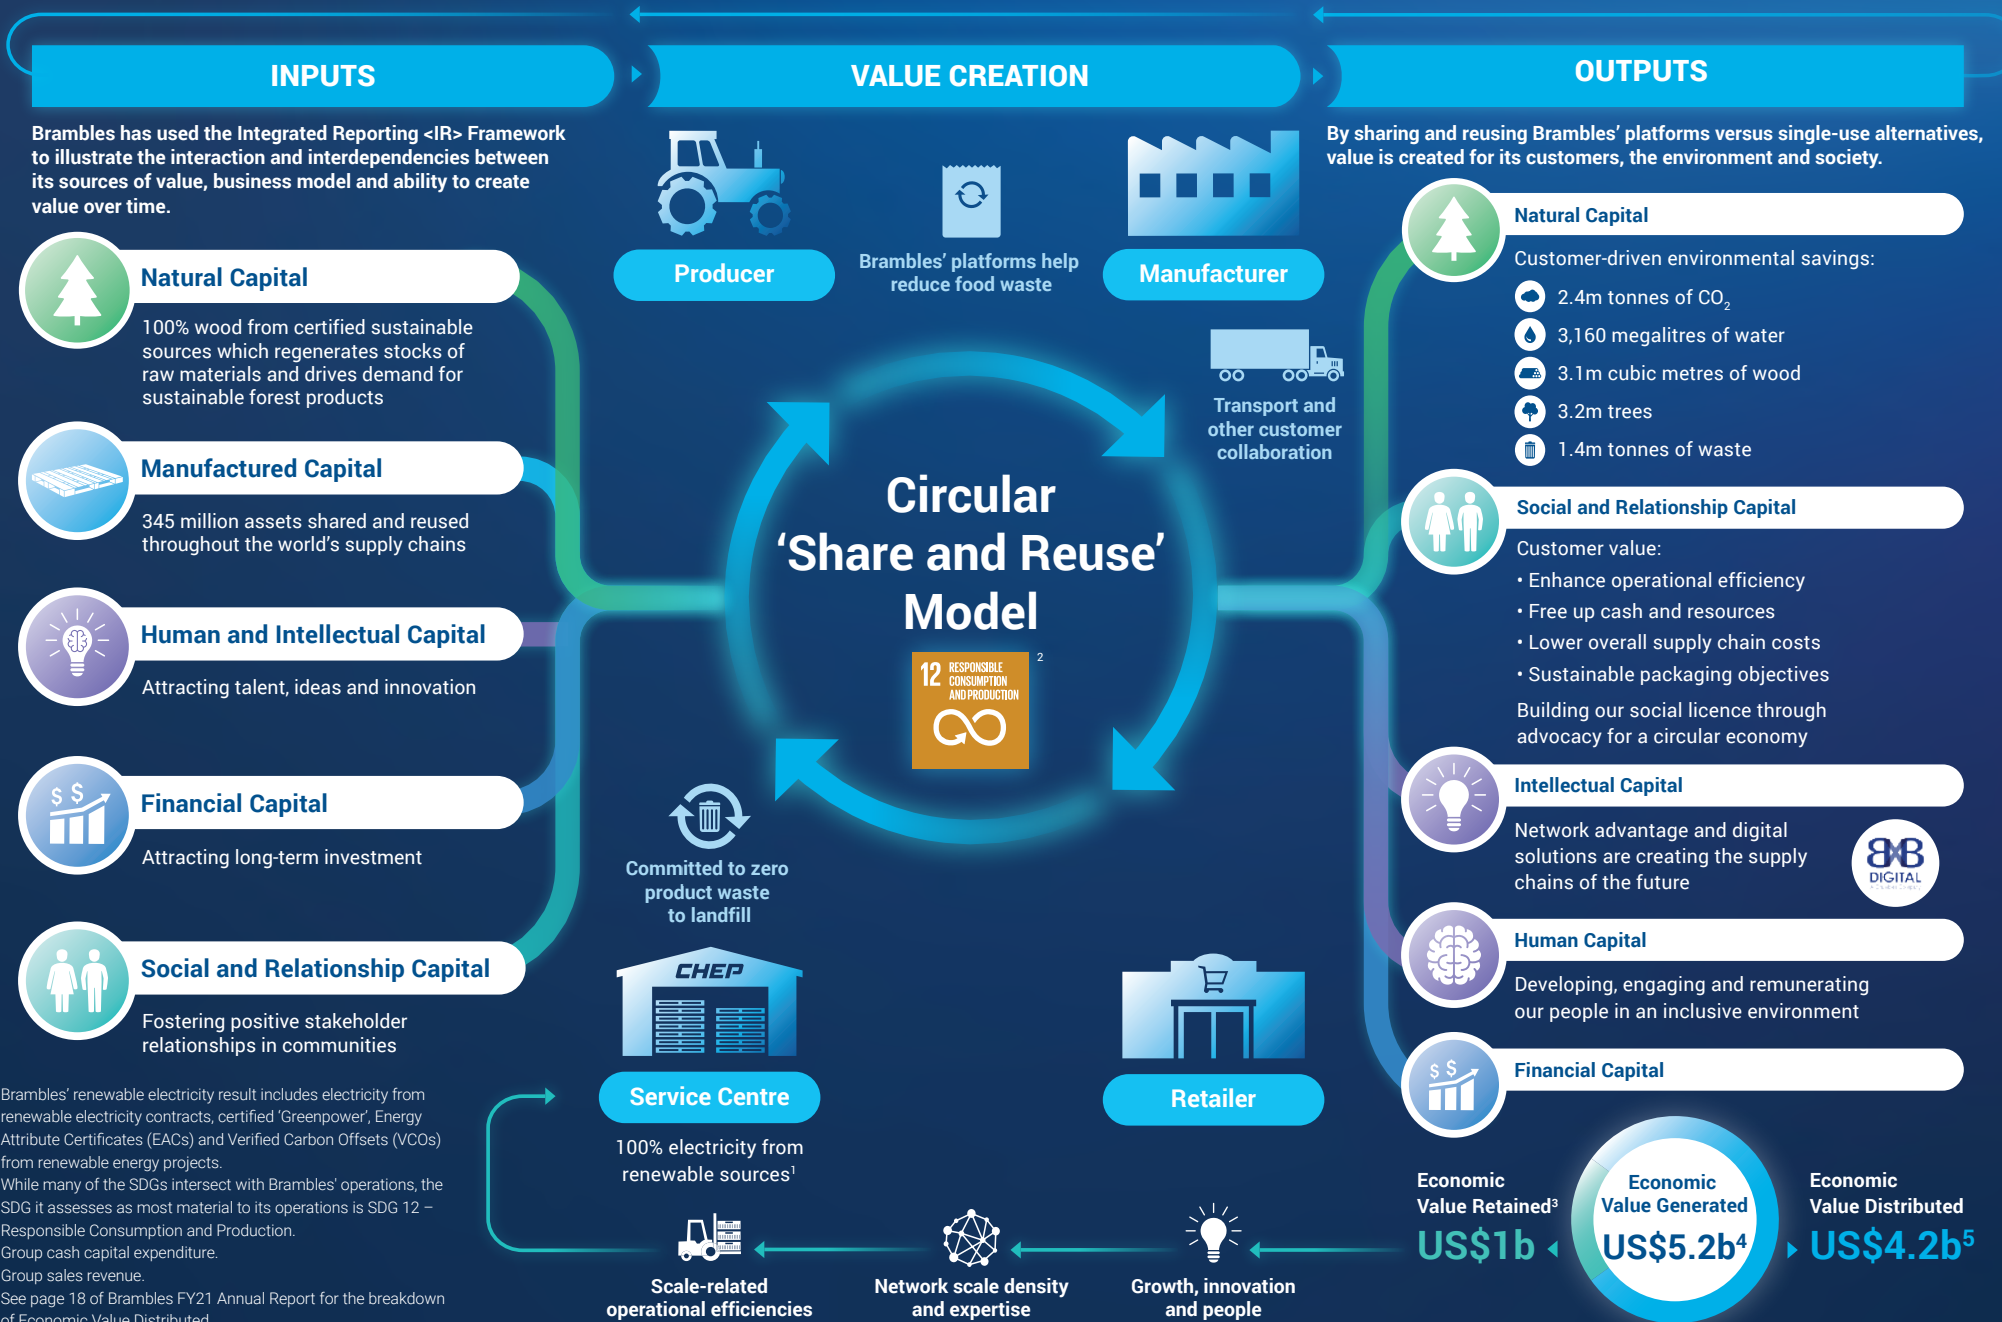 INPUTS
VALUE CREATION
OUTPUTS
Brambles has used the Integrated Reporting <IR> Framework
to illustrate the interaction and interdependencies between
its sources of value, business model and ability to create
value over time.
Natural Capital
100% wood from certified sustainable
sources which regenerates stocks of
raw materials and drives demand for
sustainable forest products
Manufactured Capital
345 million assets shared and reused
throughout the world's supply chains
Human and Intellectual Capital
Attracting talent, ideas and innovation
$ $
Financial Capital
Attracting long-term investment
Social and Relationship Capital
Fostering positive stakeholder
relationships in communities
Brambles' renewable electricity result includes electricity from
renewable electricity contracts, certified 'Greenpower', Energy
Attribute Certificates (EACs) and Verified Carbon Offsets (VCOs)
from renewable energy projects.
While many of the SDGs intersect with Brambles' operations, the
SDG it assesses as most material to its operations is SDG 12 –
Responsible Consumption and Production.
Group cash capital expenditure.
Group sales revenue.
See page 18 of Brambles FY21 Annual Report for the breakdown
of Economic Value Distributed
Producer
Brambles' platforms help
reduce food waste
Manufacturer
Transport and
other customer
collaboration
Circular
'Share and Reuse'
Model
12 RESPONSIBLE
CONSUMPTION
AND PRODUCTION
2
Committed to zero
product waste
to landfill
CHEP
Service Centre
100% electricity from
renewable sources1
Retailer
Scale-related
operational efficiencies
Network scale density
and expertise
Growth, innovation
and people
By sharing and reusing Brambles' platforms versus single-use alternatives,
value is created for its customers, the environment and society.
Natural Capital
Customer-driven environmental savings:
2.4m tonnes of CO2
3,160 megalitres of water
3.1m cubic metres of wood
3.2m trees
1.4m tonnes of waste
Social and Relationship Capital
Customer value:
• Enhance operational efficiency
• Free up cash and resources
• Lower overall supply chain costs
• Sustainable packaging objectives
Building our social licence through
advocacy for a circular economy
Intellectual Capital
Network advantage and digital
solutions are creating the supply
chains of the future
BXB
DIGITAL
Human Capital
Developing, engaging and remunerating
our people in an inclusive environment
$ $
Financial Capital
Economic
Value Retained3
US$1b
Economic
Value Generated
US$5.2b4
Economic
Value Distributed
US$4.2b5